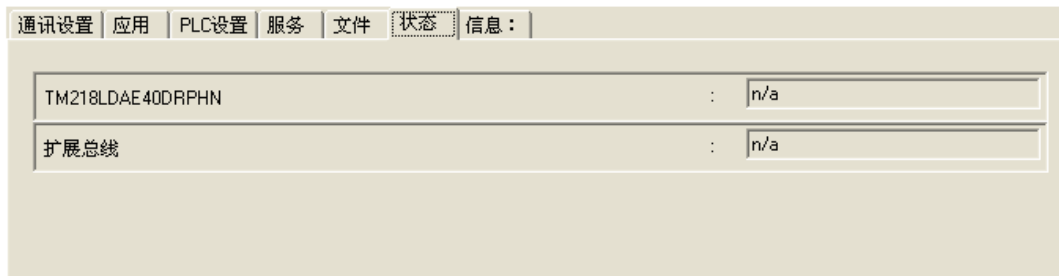 通讯设置 应用 PLC设置 服务 文件 状态 信息：
TM218LDAE40DRPHN : n/a
扩展总线 : n/a